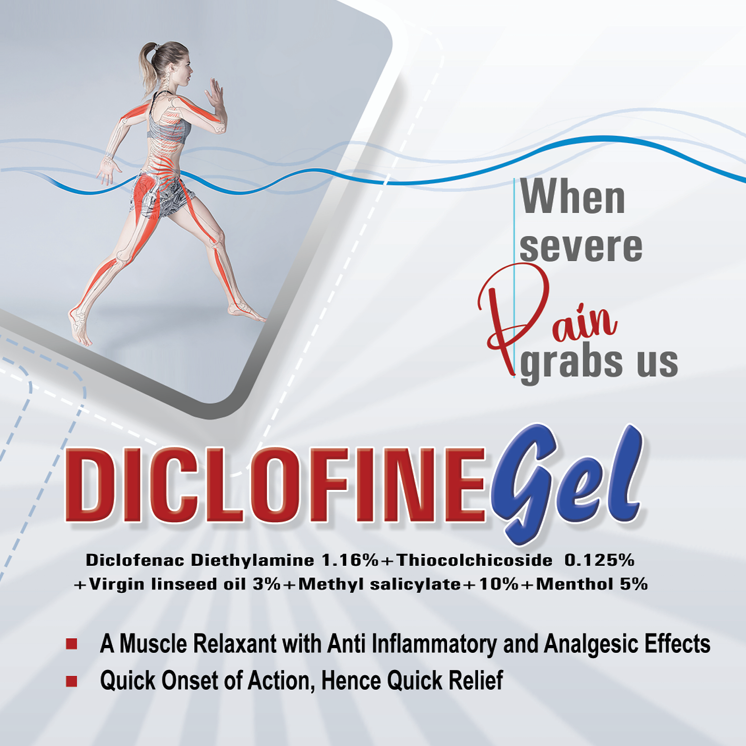 When
severe
Pain
grabs us
DICLOFINE Gel
Diclofenac Diethylamine 1.16%+Thiocolchicoside 0.125%
+Virgin linseed oil 3%+Methyl salicylate+10%+Menthol 5%
A Muscle Relaxant with Anti Inflammatory and Analgesic Effects
Quick Onset of Action, Hence Quick Relief